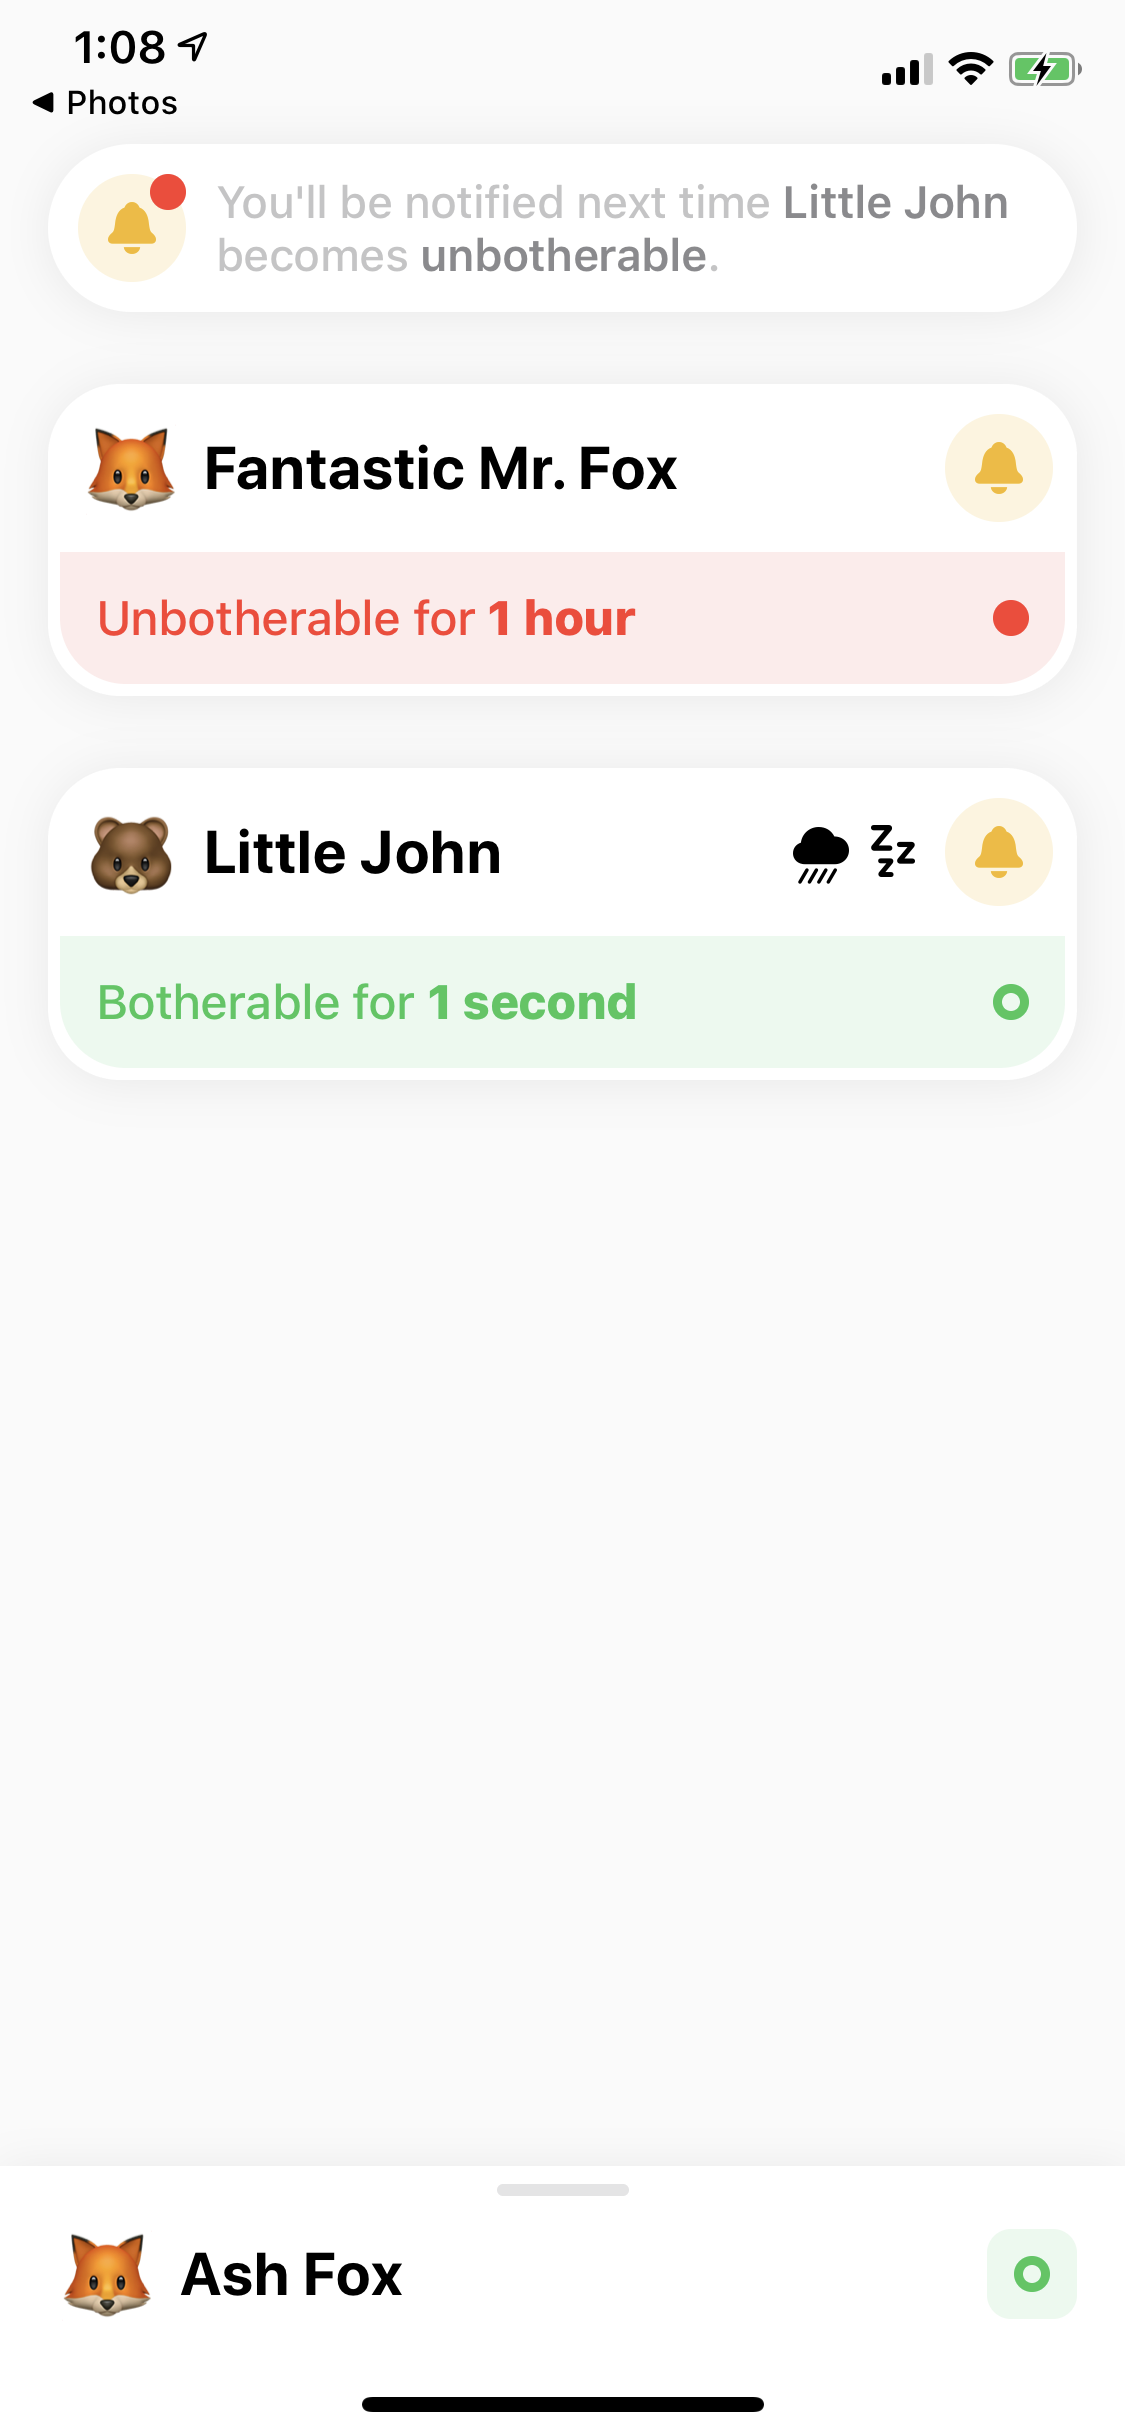 1:08
Photos
You'll be notified next time Little John
becomes unbotherable.
Fantastic Mr. Fox
Unbotherable for 1 hour
Little John
Botherable for 1 second
Ash Fox